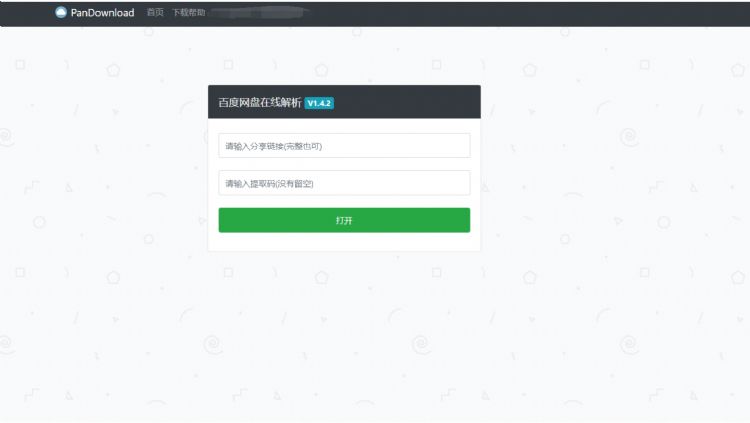 PanDownload 首页 下载帮助
百度网盘在线解析 V1.4.2
请输入分享链接(完整也可)
请输入提取码(没有留空)
打开